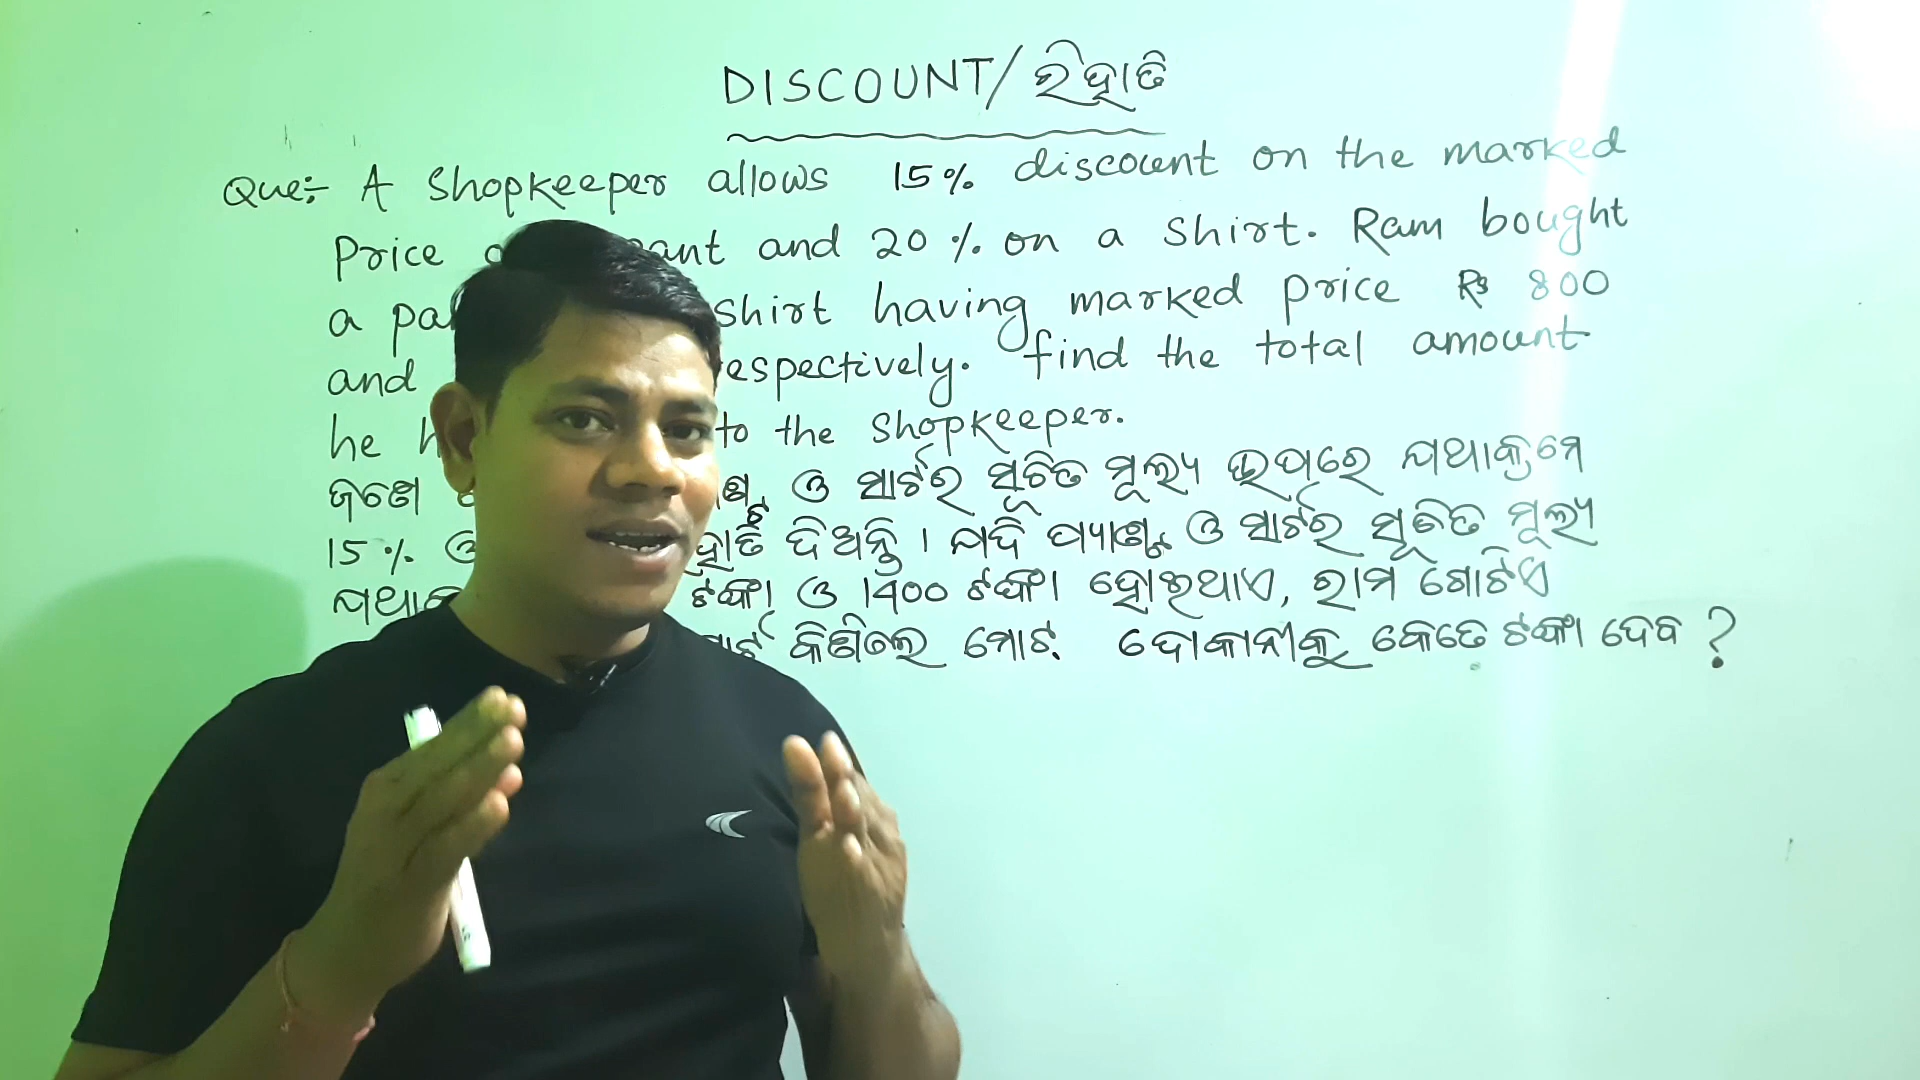 DISCOUNT/ରିହାତି
Que:- A Shopkeeper allows 15% discount on the marked
Price ant and 20% on a Shirt. Ram bought
a pa shirt having marked price Rs 800
and espectively. find the total amount
he h to the Shopkeeper.
ଜଣେ ଣ୍ଟ ଓ ସାର୍ଟର ସୂଚିତ ମୂଲ୍ୟ ଉପରେ ଯଥାକ୍ରମେ
15% ଓ ହାତି ଦିଅନ୍ତି । ଯଦି ପ୍ୟାଣ୍ଟ ଓ ସାର୍ଟର ସୂଚିତ ମୂଲ୍ୟ
ଯଥା ଟଙ୍କା ଓ 1400 ଟଙ୍କା ହୋଇଥାଏ, ରାମ ଗୋଟିଏ
ସାର୍ଟ କିଣିଲେ ମୋଟ ଦୋକାନୀକୁ କେତେ ଟଙ୍କା ଦେବ ?